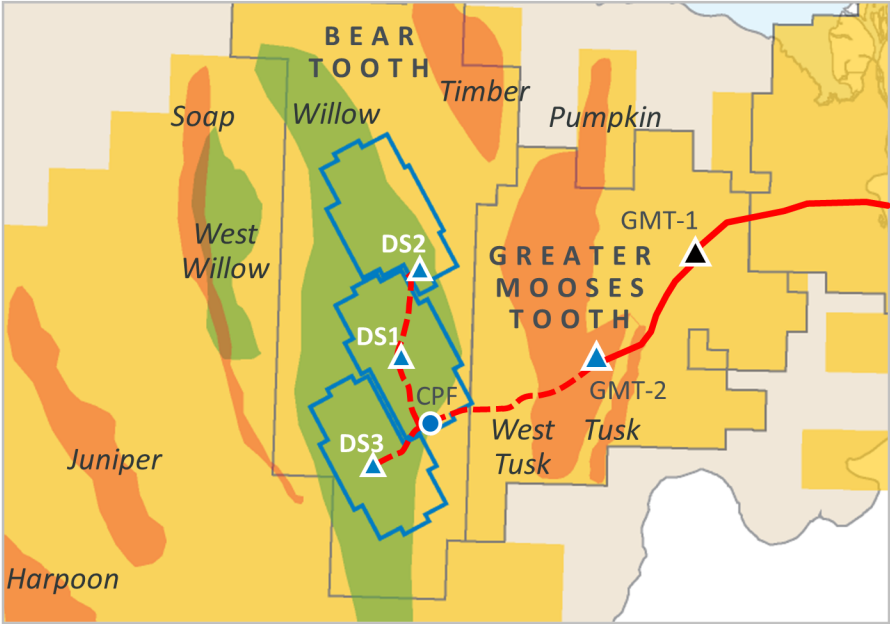 BEAR
TOOTH
Timber
Soap
Willow
Pumpkin
GMT-1
West
Willow
DS2
GREATER
MOOSES
TOOTH
DS1
CPF
GMT-2
West
Tusk
Tusk
DS3
Juniper
Harpoon